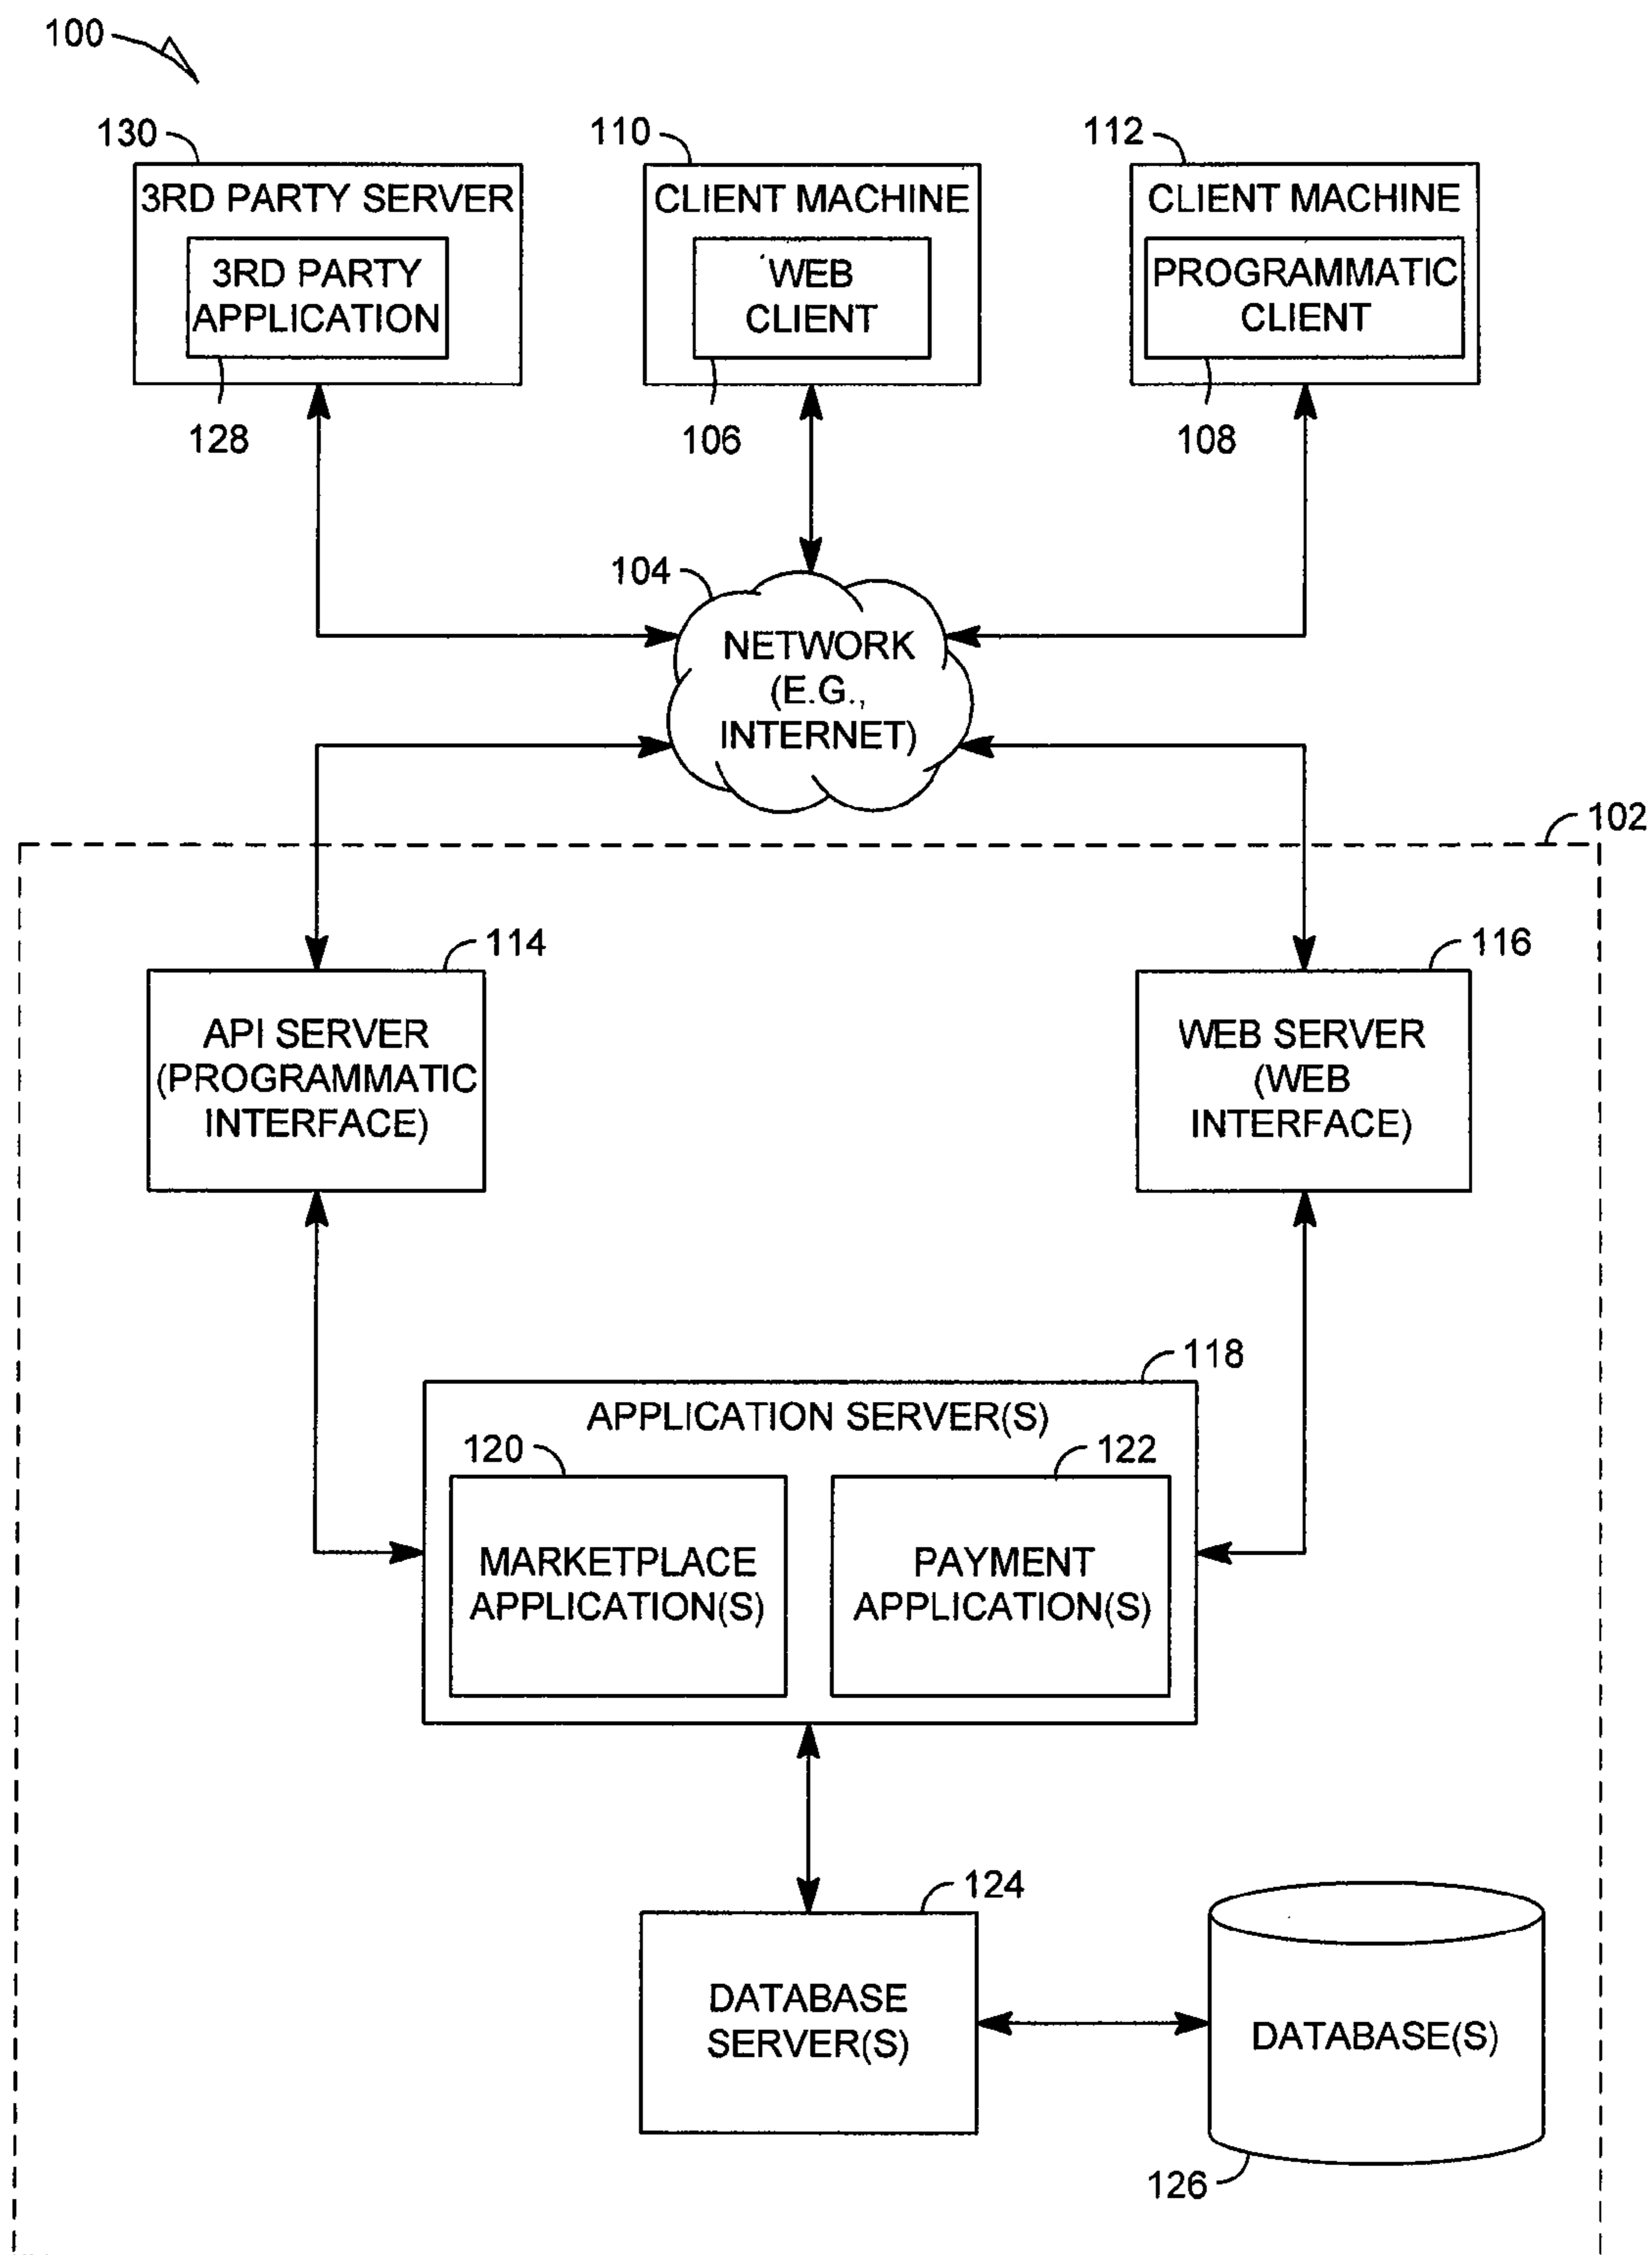 100
130
110
112
3RD PARTY SERVER
3RD PARTY
APPLICATION
128
CLIENT MACHINE
WEB
CLIENT
106
CLIENT MACHINE
PROGRAMMATIC
CLIENT
108
104
NETWORK
(E.G.,
INTERNET)
102
114
API SERVER
(PROGRAMMATIC
INTERFACE)
116
WEB SERVER
(WEB
INTERFACE)
118
APPLICATION SERVER(S)
120
MARKETPLACE
APPLICATION(S)
122
PAYMENT
APPLICATION(S)
124
DATABASE
SERVER(S)
DATABASE(S)
126